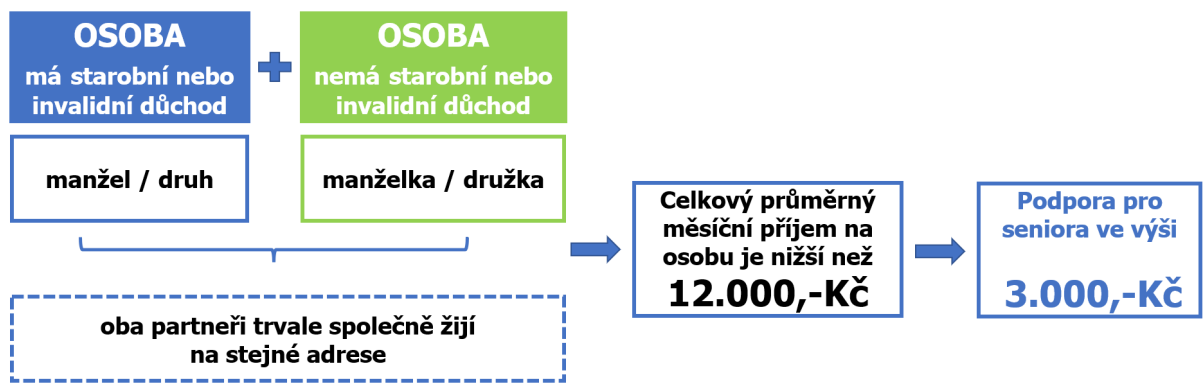 OSOBA
má starobní nebo
invalidní důchod
OSOBA
nemá starobní nebo
invalidní důchod
manžel / druh
manželka / družka
oba partneři trvale společně žijí
na stejné adrese
Celkový průměrný
měsíční příjem na
osobu je nižší než
12.000,-Kč
Podpora pro
seniora ve výši
3.000,-Kč